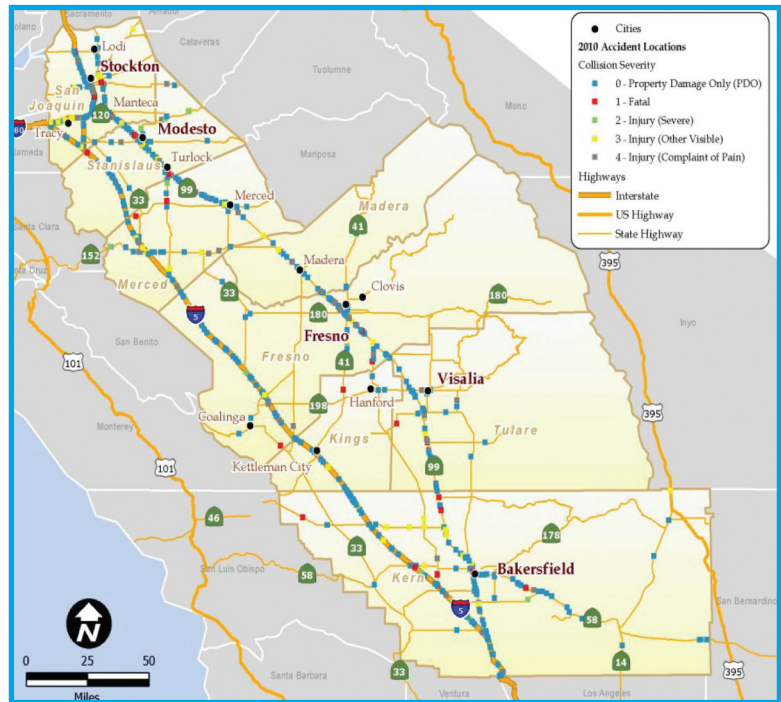 Sacramento
Calaveras
Tuolumne
Mono
Lodi
Stockton
San
Joaquin
Manteca
120
Tracy
Modesto
Alameda
Stanislaus
Turlock
Mariposa
99
Merced
33
Santa Clara
152
Merced
Madera
41
Madera
Clovis
33
180
180
395
Inyo
5
San Benito
101
Fresno
Fresno
41
Visalia
Hanford
198
Coalinga
Kings
Tulare
395
Monterey
Kettleman City
99
101
46
33
178
San Luis Obispo
58
Kern
Bakersfield
5
58
San Bernardino
14
395
Santa Barbara
33
Ventura
Los Angeles
N
0 25 50
Miles
Cities
2010 Accident Locations
Collision Severity
0 - Property Damage Only (PDO)
1 - Fatal
2 - Injury (Severe)
3 - Injury (Other Visible)
4 - Injury (Complaint of Pain)
Highways
Interstate
US Highway
State Highway